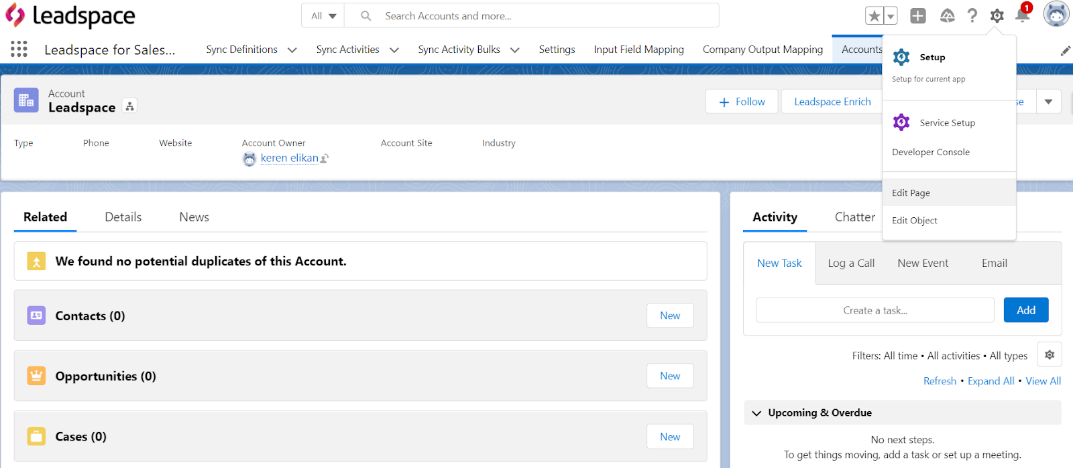 leadspace
All
Search Accounts and more...
1
Leadspace for Sales...
Sync Definitions
Sync Activities
Sync Activity Bulks
Settings
Input Field Mapping
Company Output Mapping
Accounts
Setup
Setup for current app
Service Setup
Developer Console
Edit Page
Edit Object
Account
Leadspace
Follow
Leadspace Enrich
se
Type
Phone
Website
Account Owner
Account Site
Industry
keren elikan
Related
Details
News
Activity
Chatter
We found no potential duplicates of this Account.
Contacts (0)
New
Opportunities (0)
New
Cases (0)
New
New Task
Log a Call
New Event
Email
Create a task...
Add
Filters: All time • All activities • All types
Refresh • Expand All • View All
Upcoming & Overdue
No next steps.
To get things moving, add a task or set up a meeting.